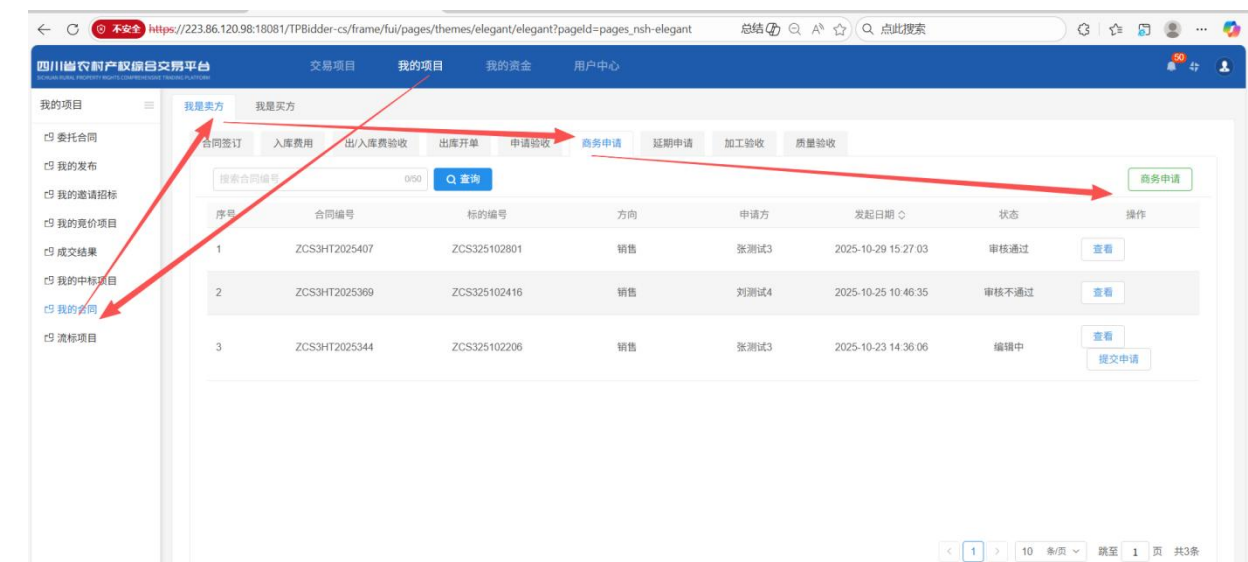 不安全 https://223.86.120.98:18081/TPBidder-cs/frame/fui/pages/themes/elegant/elegant?pageId=pages_nsh-elegant 总结 点此搜索
四川省农村产权综合交易平台 交易项目 我的项目 我的资金 用户中心 50
SICHUAN RURAL PROPERTY RIGHTS COMPREHENSIVE TRADING PLATFORM
我的项目 我是卖方 我是买方
委托合同 合同签订 入库费用 出/入库费验收 出库开单 申请验收 商务申请 延期申请 加工验收 质量验收
我的发布 搜索合同编号 0/50 查询 商务申请
我的邀请招标
我的竞价项目 序号 合同编号 标的编号 方向 申请方 发起日期 状态 操作
成交结果 1 ZCS3HT2025407 ZCS325102801 销售 张测试3 2025-10-29 15:27:03 审核通过 查看
我的中标项目 2 ZCS3HT2025369 ZCS325102416 销售 刘测试4 2025-10-25 10:46:35 审核不通过 查看
我的合同
流标项目 3 ZCS3HT2025344 ZCS325102206 销售 张测试3 2025-10-23 14:36:06 编辑中 查看
提交申请
1 10 条/页 跳至 1 页 共3条